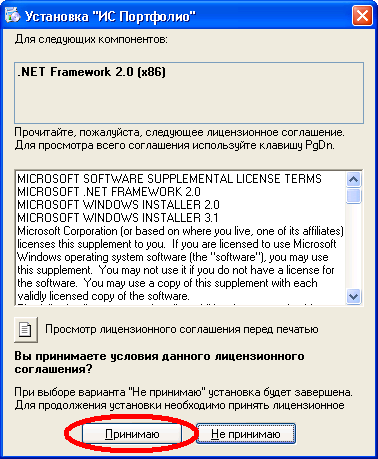 Установка "ИС Портфолио"
Для следующих компонентов:
.NET Framework 2.0 (x86)
Прочитайте, пожалуйста, следующее лицензионное соглашение.
Для просмотра всего соглашения используйте клавишу PgDn.
MICROSOFT SOFTWARE SUPPLEMENTAL LICENSE TERMS
MICROSOFT .NET FRAMEWORK 2.0
MICROSOFT WINDOWS INSTALLER 2.0
MICROSOFT WINDOWS INSTALLER 3.1
Microsoft Corporation (or based on where you live, one of its affiliates)
licenses this supplement to you.  If you are licensed to use Microsoft
Windows operating system software (the "software"), you may use
this supplement.  You may not use it if you do not have a license for
the software.  You may use a copy of this supplement with each
validly licensed copy of the software.
Просмотр лицензионного соглашения перед печатью
Вы принимаете условия данного лицензионного
соглашения?
При выборе варианта "Не принимаю" установка будет завершена.
Для продолжения установки необходимо принять лицензионное
Принимаю
Не принимаю